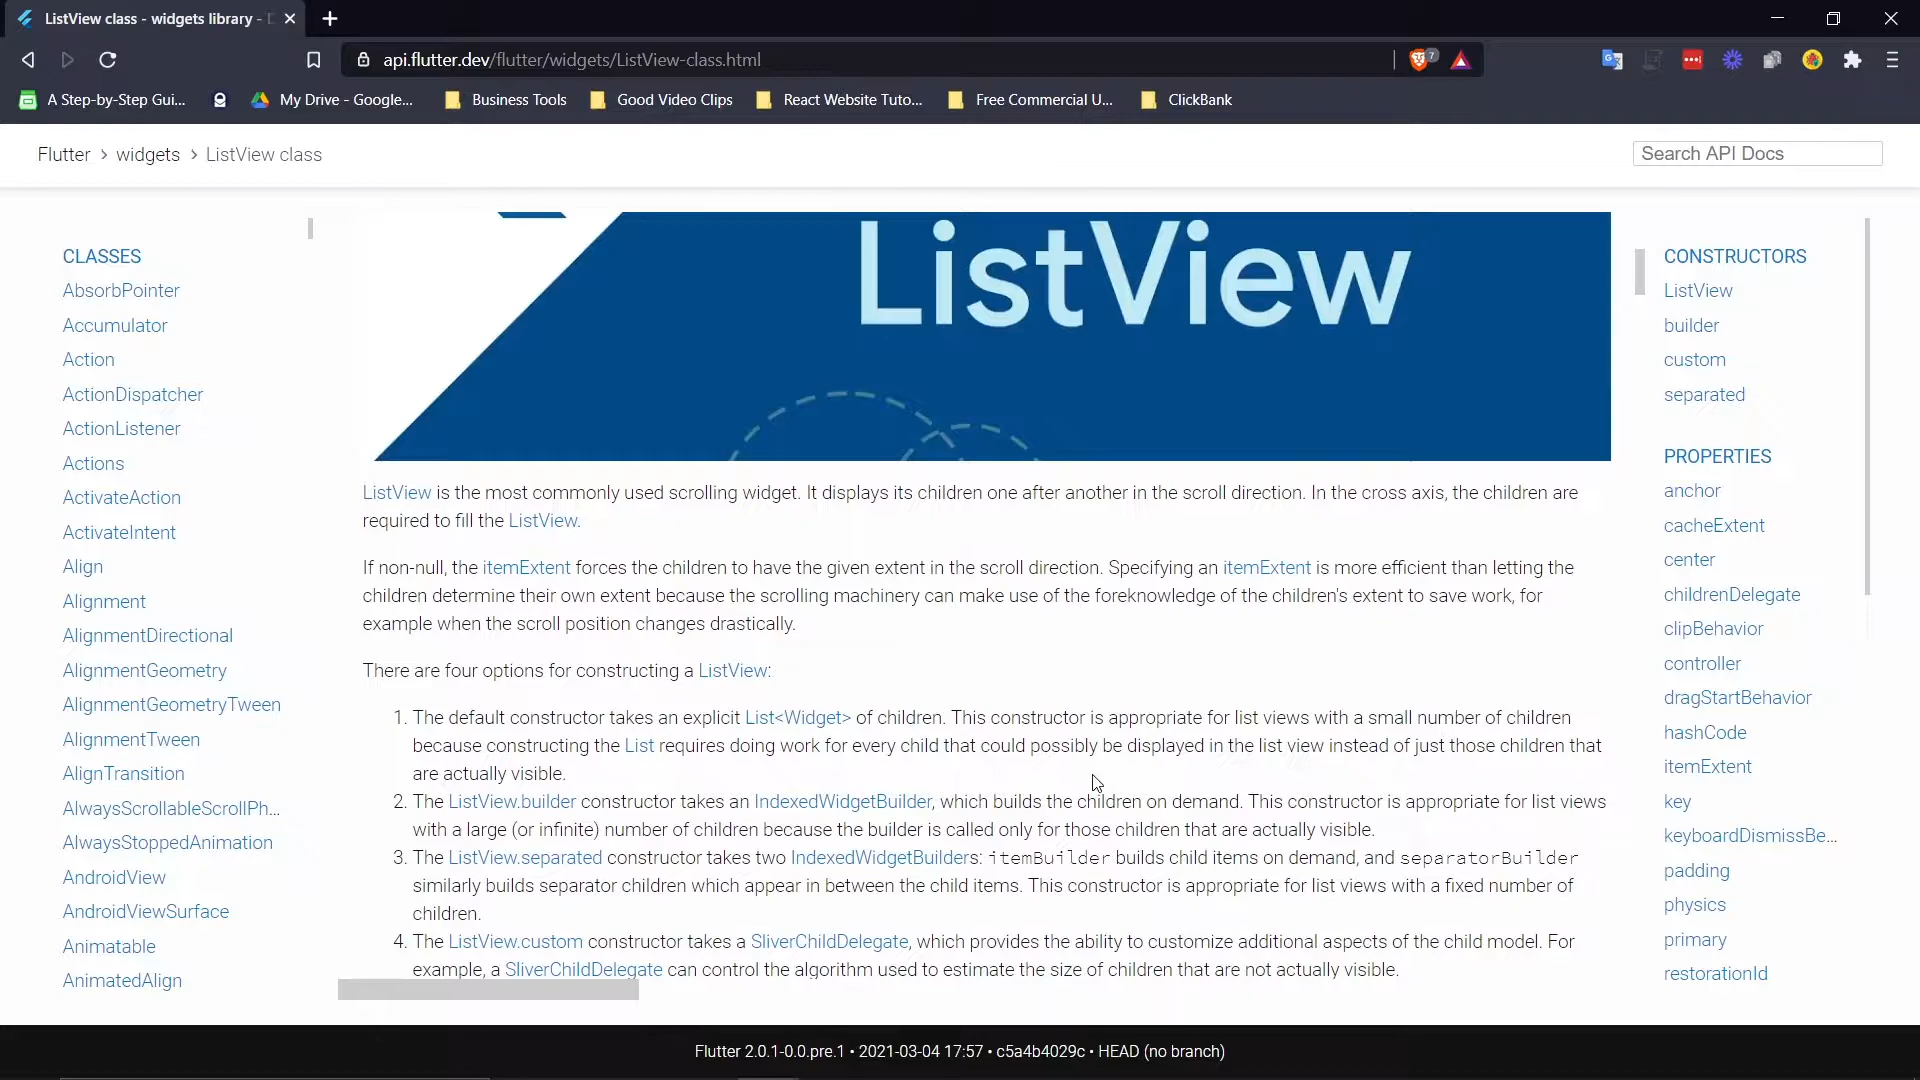 ListView class - widgets library -
api.flutter.dev/flutter/widgets/ListView-class.html
7
A Step-by-Step Gui...
My Drive - Google...
Business Tools
Good Video Clips
React Website Tuto...
Free Commercial U...
ClickBank
Flutter > widgets > ListView class
Search API Docs
CLASSES
AbsorbPointer
Accumulator
Action
ActionDispatcher
ActionListener
Actions
ActivateAction
ActivateIntent
Align
Alignment
AlignmentDirectional
AlignmentGeometry
AlignmentGeometryTween
AlignmentTween
AlignTransition
AlwaysScrollableScrollPh...
AlwaysStoppedAnimation
AndroidView
AndroidViewSurface
Animatable
AnimatedAlign
ListView
ListView is the most commonly used scrolling widget. It displays its children one after another in the scroll direction. In the cross axis, the children are
required to fill the ListView.
If non-null, the itemExtent forces the children to have the given extent in the scroll direction. Specifying an itemExtent is more efficient than letting the
children determine their own extent because the scrolling machinery can make use of the foreknowledge of the children's extent to save work, for
example when the scroll position changes drastically.
There are four options for constructing a ListView:
1. The default constructor takes an explicit List<Widget> of children. This constructor is appropriate for list views with a small number of children
because constructing the List requires doing work for every child that could possibly be displayed in the list view instead of just those children that
are actually visible.
2. The ListView.builder constructor takes an IndexedWidgetBuilder, which builds the children on demand. This constructor is appropriate for list views
with a large (or infinite) number of children because the builder is called only for those children that are actually visible.
3. The ListView.separated constructor takes two IndexedWidgetBuilders: itemBuilder builds child items on demand, and separatorBuilder
similarly builds separator children which appear in between the child items. This constructor is appropriate for list views with a fixed number of
children.
4. The ListView.custom constructor takes a SliverChildDelegate, which provides the ability to customize additional aspects of the child model. For
example, a SliverChildDelegate can control the algorithm used to estimate the size of children that are not actually visible.
CONSTRUCTORS
ListView
builder
custom
separated
PROPERTIES
anchor
cacheExtent
center
childrenDelegate
clipBehavior
controller
dragStartBehavior
hashCode
itemExtent
key
keyboardDismissBe...
padding
physics
primary
restorationId
Flutter 2.0.1-0.0.pre.1 • 2021-03-04 17:57 • c5a4b4029c • HEAD (no branch)